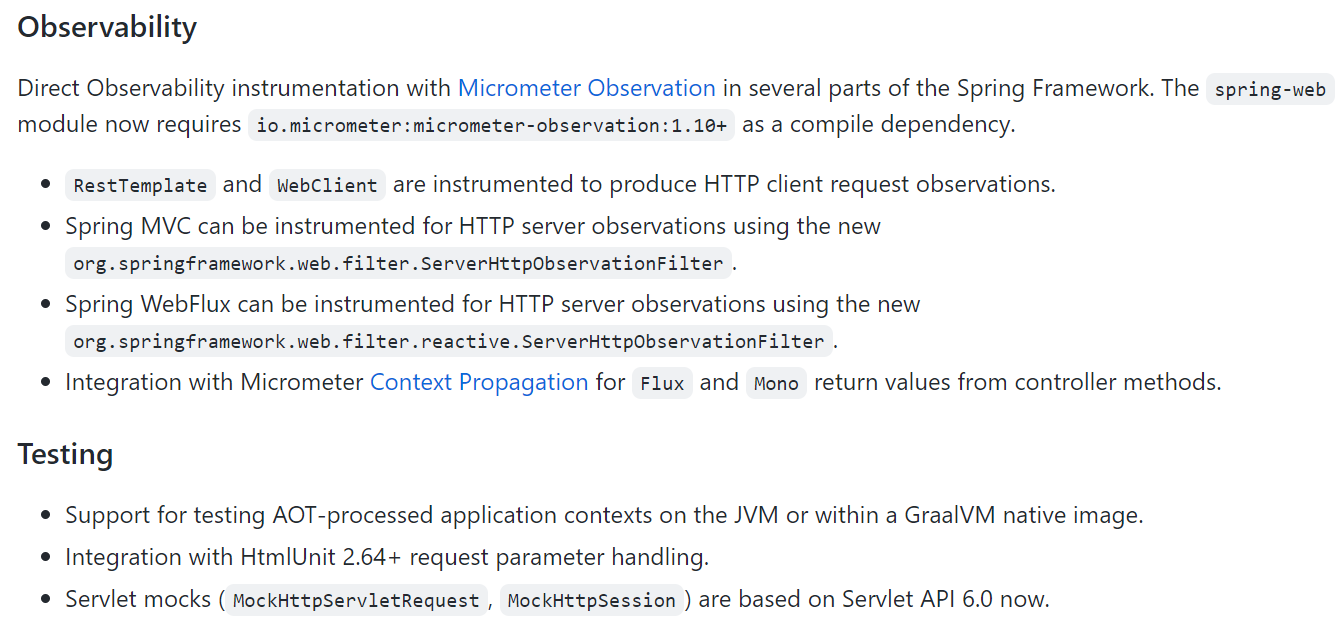 Observability
Direct Observability instrumentation with Micrometer Observation in several parts of the Spring Framework. The spring-web
module now requires io.micrometer:micrometer-observation:1.10+ as a compile dependency.
• RestTemplate and WebClient are instrumented to produce HTTP client request observations.
• Spring MVC can be instrumented for HTTP server observations using the new
org.springframework.web.filter.ServerHttpObservationFilter.
• Spring WebFlux can be instrumented for HTTP server observations using the new
org.springframework.web.filter.reactive.ServerHttpObservationFilter.
• Integration with Micrometer Context Propagation for Flux and Mono return values from controller methods.
Testing
• Support for testing AOT-processed application contexts on the JVM or within a GraalVM native image.
• Integration with HtmlUnit 2.64+ request parameter handling.
• Servlet mocks (MockHttpServletRequest, MockHttpSession) are based on Servlet API 6.0 now.